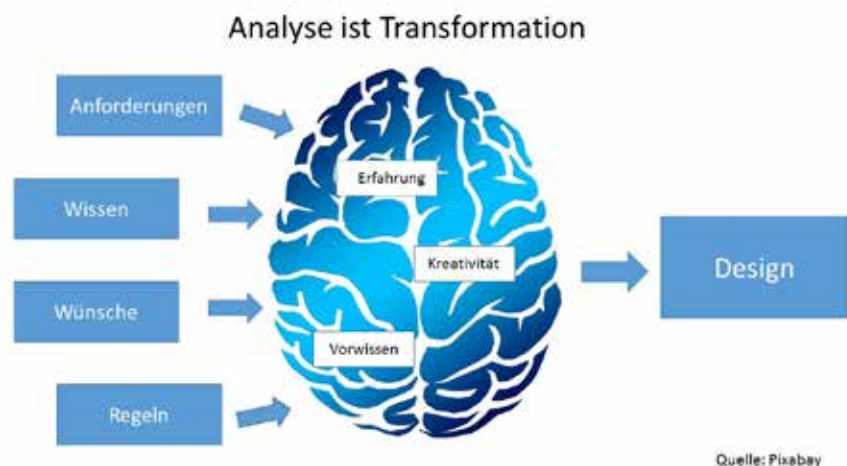 Analyse ist Transformation
Anforderungen
Wissen
Wünsche
Regeln
Erfahrung
Kreativität
Vorwissen
Design
Quelle: Pixabay